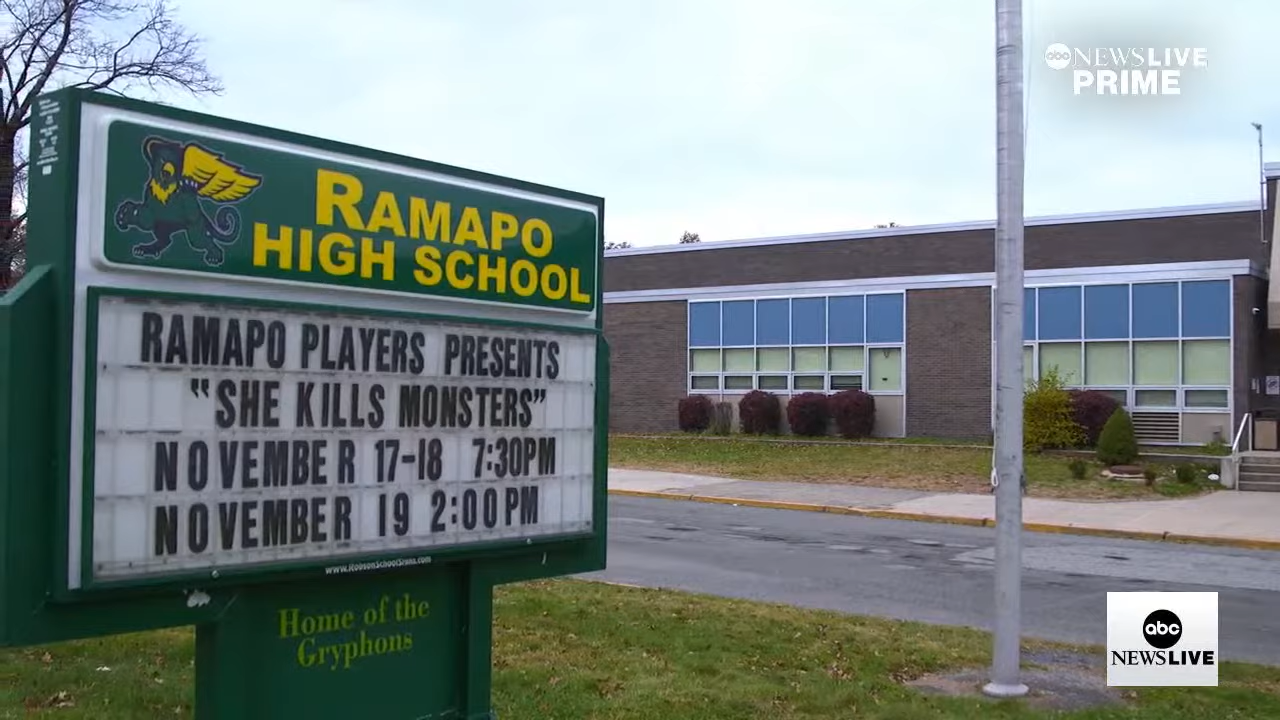 abc NEWS LIVE
PRIME
RAMAPO
HIGH SCHOOL
RAMAPO PLAYERS PRESENTS
"SHE KILLS MONSTERS"
NOVEMBER 17-18 7:30PM
NOVEMBER 19 2:00PM
Home of the
Gryphons
abc
NEWS LIVE